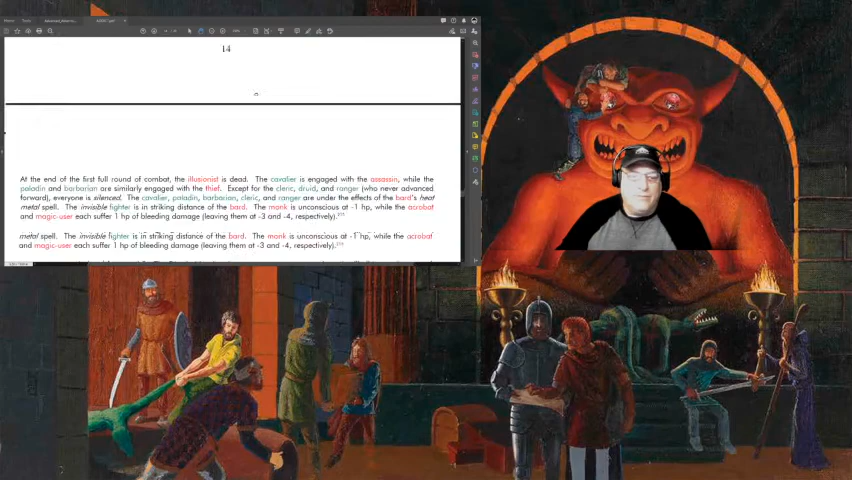 Home Tools
14
At the end of the first full round of combat, the illusionist is dead. The cavalier is engaged with the assassin, while the
paladin and barbarian are similarly engaged with the thief. Except for the cleric, druid, and ranger (who never advanced
forward), everyone is silenced. The cavalier, paladin, barbarian, cleric, and ranger are under the effects of the bard's heat
metal spell. The invisible fighter is in striking distance of the bard. The monk is unconscious at -1 hp, while the acrobat
and magic-user each suffer 1 hp of bleeding damage (leaving them at -3 and -4, respectively).
metal spell. The invisible fighter is in striking distance of the bard. The monk is unconscious at -1 hp, while the acrobat
and magic-user each suffer 1 hp of bleeding damage (leaving them at -3 and -4, respectively).